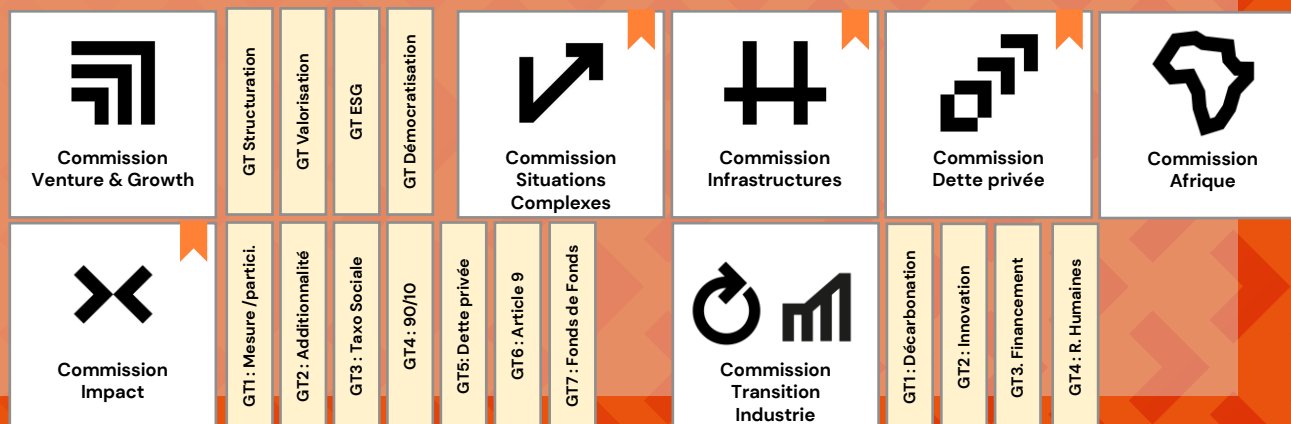 Commission
Venture & Growth
GT Structuration
GT Valorisation
GT ESG
GT Démocratisation
Commission
Situations
Complexes
Commission
Infrastructures
Commission
Dette privée
Commission
Afrique
Commission
Impact
GT1 : Mesure /partici.
GT2 : Additionnalité
GT3 : Taxo Sociale
GT4 : 90/10
GT5: Dette privée
GT6 : Article 9
GT7 : Fonds de Fonds
Commission
Transition
Industrie
GT1 : Décarbonation
GT2 : Innovation
GT3. Financement
GT4 : R. Humaines